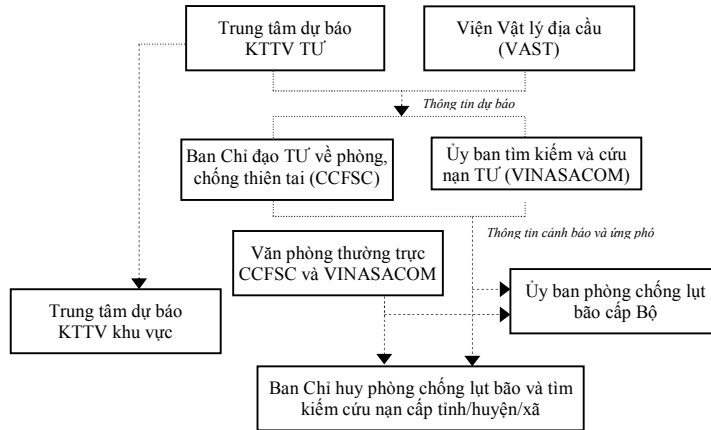 Trung tâm dự báo
KTTV TƯ
Viện Vật lý địa cầu
(VAST)
Thông tin dự báo
Ban Chỉ đạo TƯ về phòng,
chống thiên tai (CCFSC)
Ủy ban tìm kiếm và cứu
nạn TƯ (VINASACOM)
Thông tin cảnh báo và ứng phó
Văn phòng thường trực
CCFSC và VINASACOM
Trung tâm dự báo
KTTV khu vực
Ủy ban phòng chống lụt
bão cấp Bộ
Ban Chỉ huy phòng chống lụt bão và tìm
kiếm cứu nạn cấp tỉnh/huyện/xã